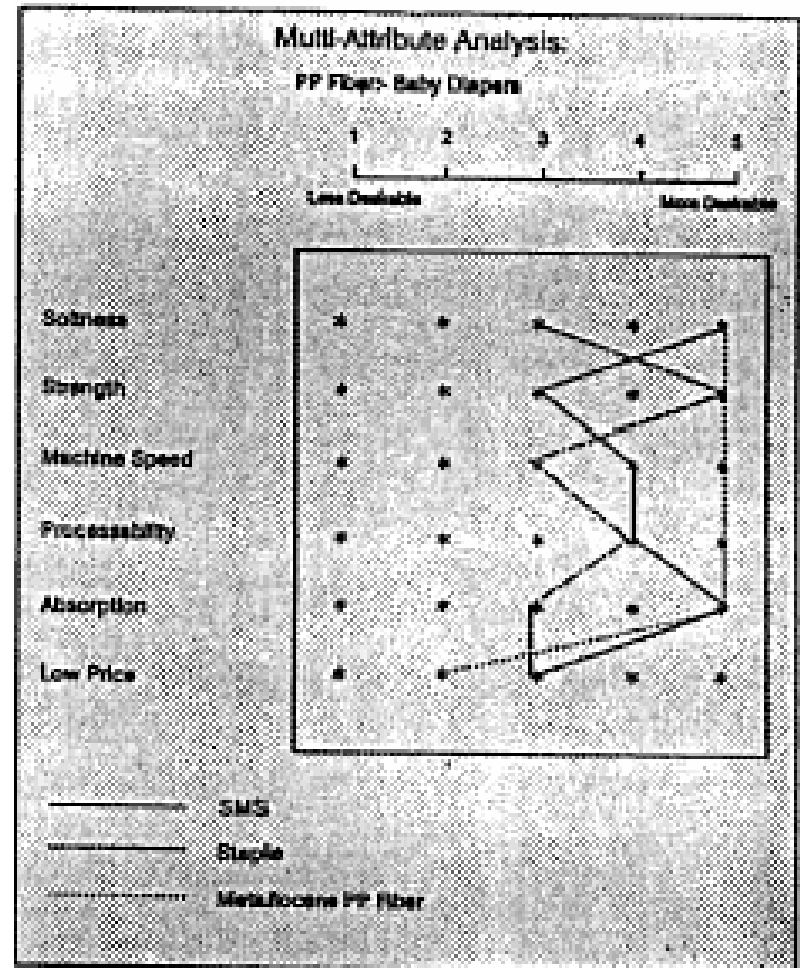 Multi-Attribute Analysis:
PP Fiber- Baby Diapers
1 2 3 4 5
Less Desirable More Desirable
Softness
Strength
Machine Speed
Processability
Absorption
Low Price
SMS
Staple
Metallocene PP Fiber